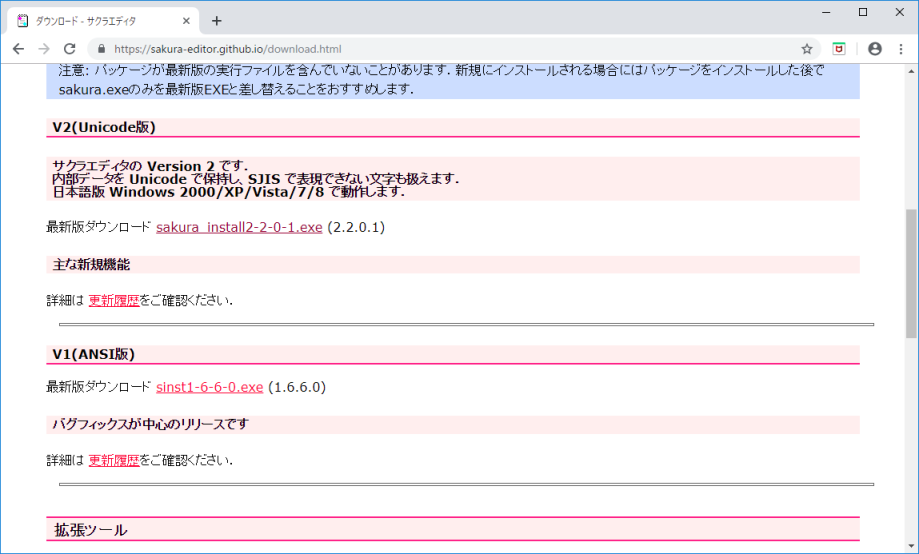 ダウンロード - サクラエディタ
https://sakura-editor.github.io/download.html
注意: パッケージが最新版の実行ファイルを含んでいないことがあります. 新規にインストールされる場合にはパッケージをインストールした後で
sakura.exeのみを最新版EXEと差し替えることをおすすめします.
V2(Unicode版)
サクラエディタの Version 2 です.
内部データを Unicode で保持し、SJIS で表現できない文字も扱えます.
日本語版 Windows 2000/XP/Vista/7/8 で動作します.
最新版ダウンロード sakura_install2-2-0-1.exe (2.2.0.1)
主な新規機能
詳細は 更新履歴をご確認ください.
V1(ANSI版)
最新版ダウンロード sinst1-6-6-0.exe (1.6.6.0)
バグフィックスが中心のリリースです
詳細は 更新履歴をご確認ください.
拡張ツール